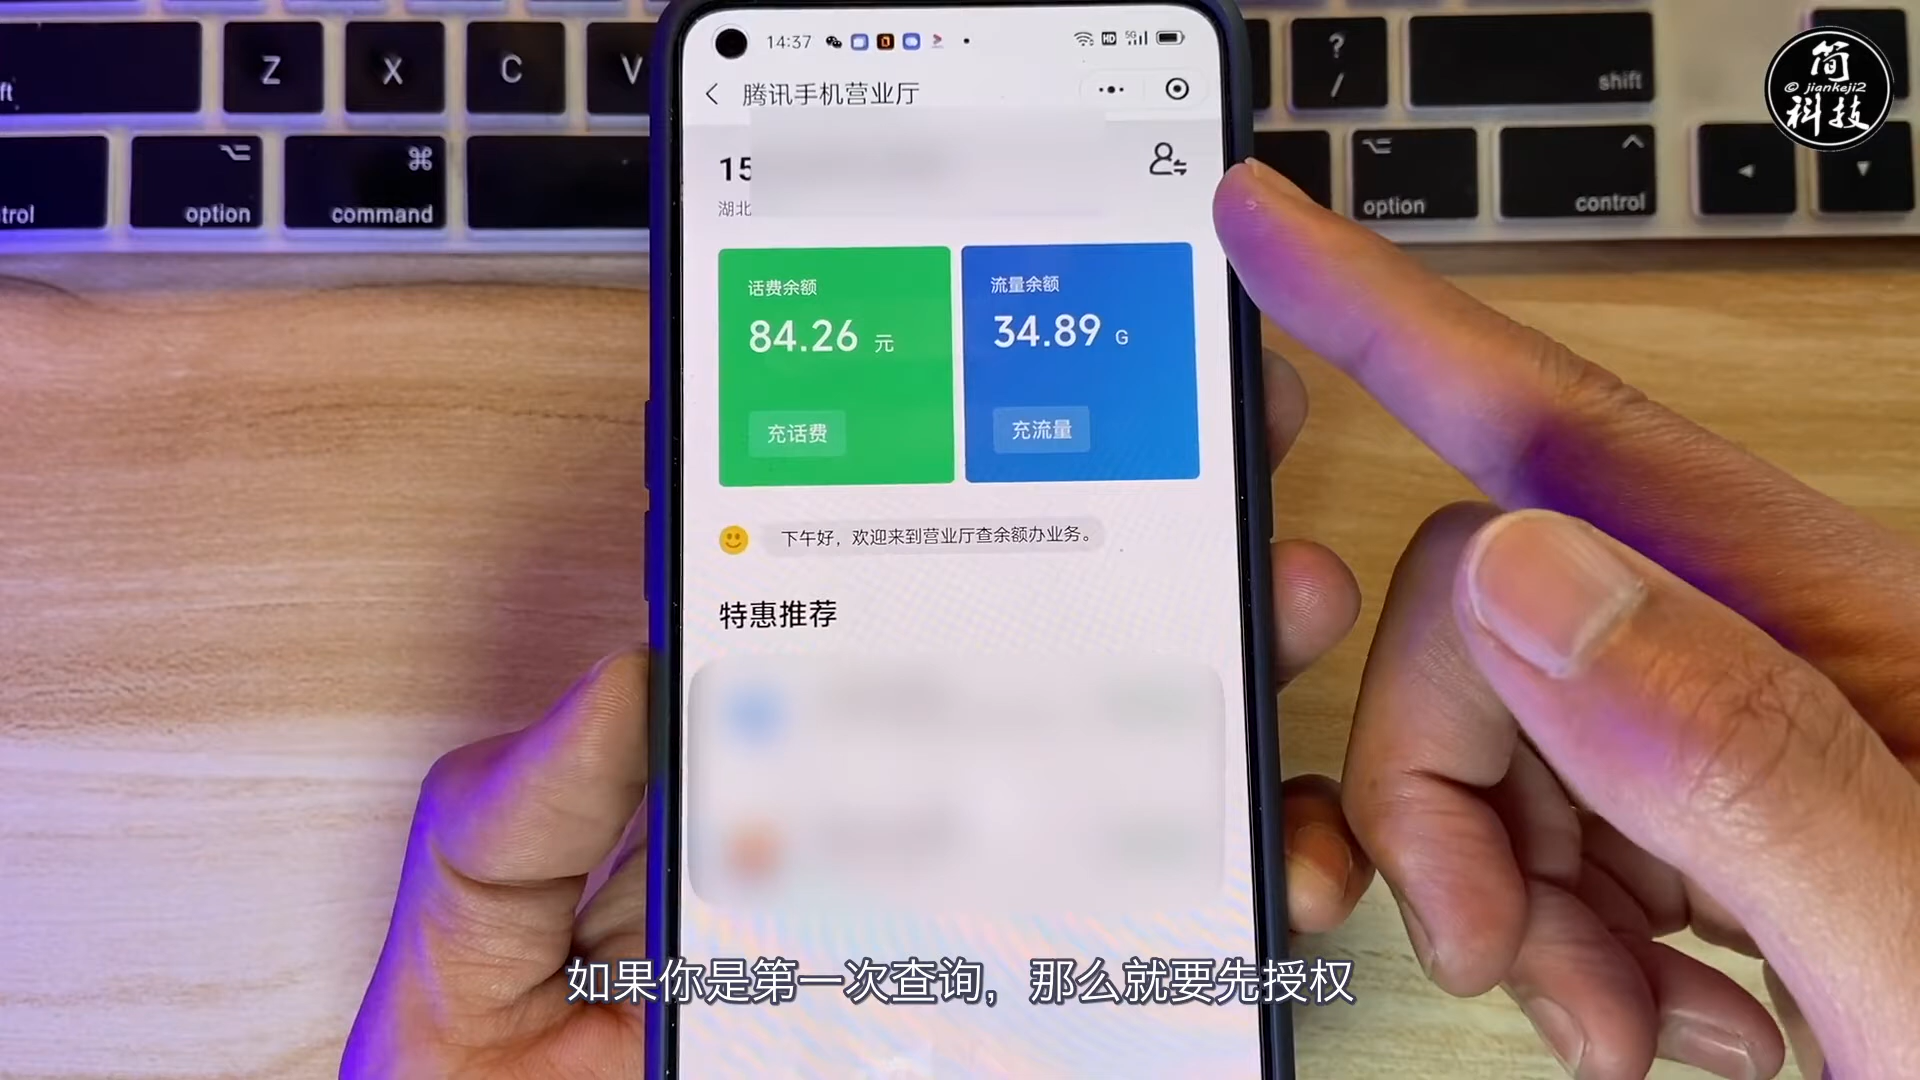 Z X C V
? /
shift
ft
option
command
trol
option
control
简
© jiankeji2
科技
14:37
HD 5G
腾讯手机营业厅
15
湖北
话费余额
84.26 元
充话费
流量余额
34.89 G
充流量
下午好，欢迎来到营业厅查余额办业务。
特惠推荐
如果你是第一次查询，那么就要先授权